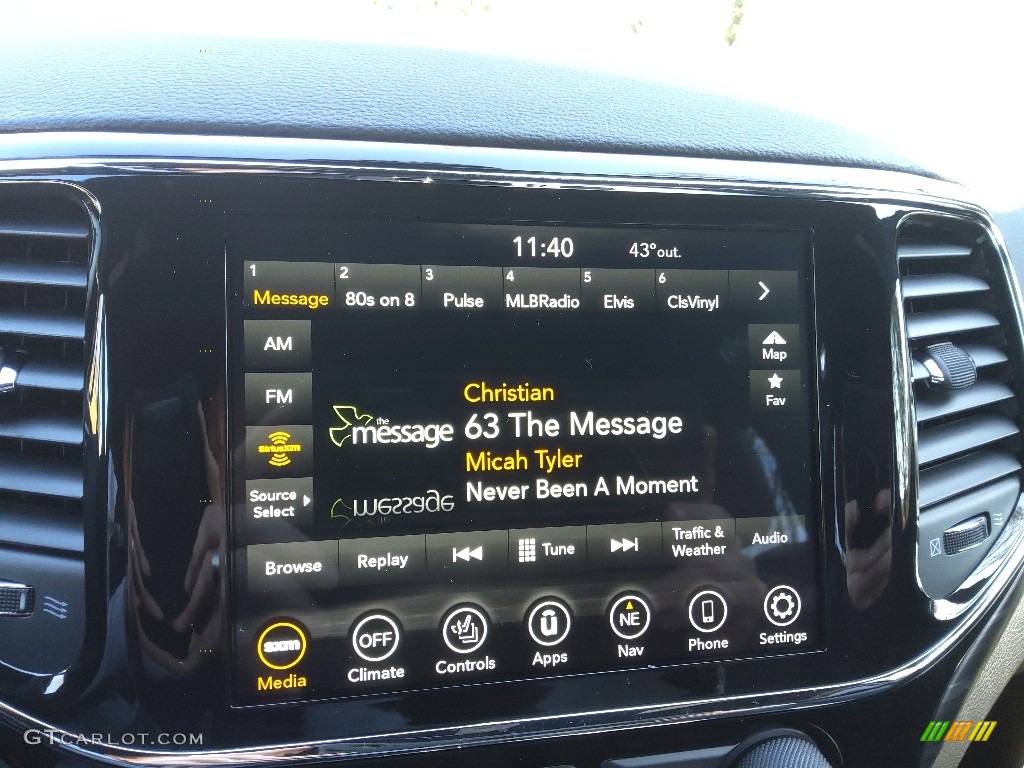 11:40 43°out.
1 2 3 4 5 6
Message 80s on 8 Pulse MLBRadio Elvis ClsVinyl
AM
Map
FM
Fav
Christian
the
message 63 The Message
siriusxm
Micah Tyler
Source
Select
message Never Been A Moment
Browse Replay Tune Traffic &
Weather Audio
sxm OFF ü NE
Media Climate Controls Apps Nav Phone Settings
GTCARLOT.COM